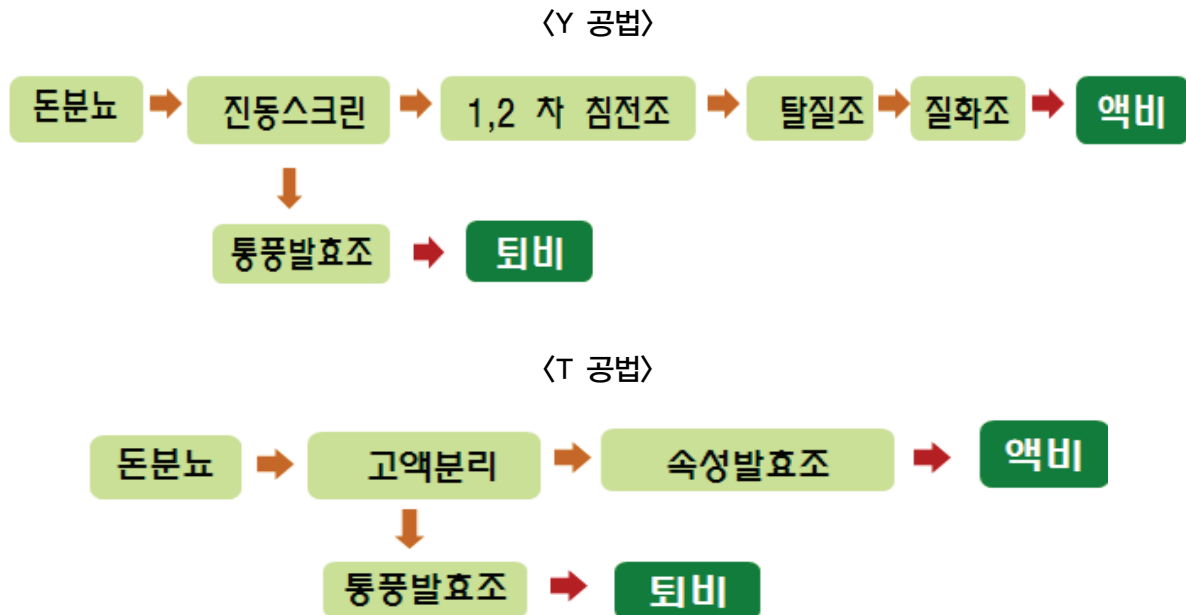 〈Y 공법〉
돈분뇨 진동스크린 1,2 차 침전조 탈질조 질화조 액비
통풍발효조 퇴비
〈T 공법〉
돈분뇨 고액분리 속성발효조 액비
통풍발효조 퇴비